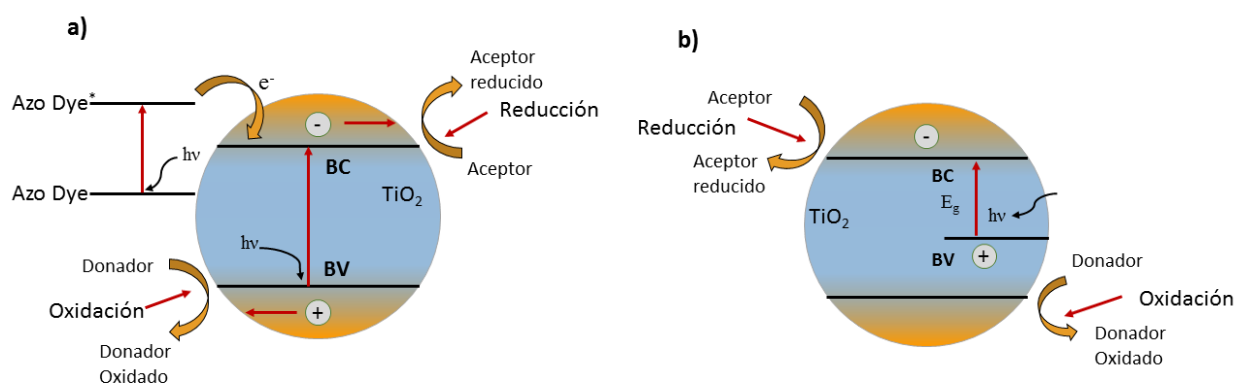 a)
e-
Azo Dye*
hν
Azo Dye
-
BC
TiO2
hν
BV
+
Aceptor
reducido
Reducción
Aceptor
Donador
Oxidación
Donador
Oxidado
b)
Aceptor
Reducción
Aceptor
reducido
-
BC
Eg
hν
TiO2
BV
+
Donador
Oxidación
Donador
Oxidado